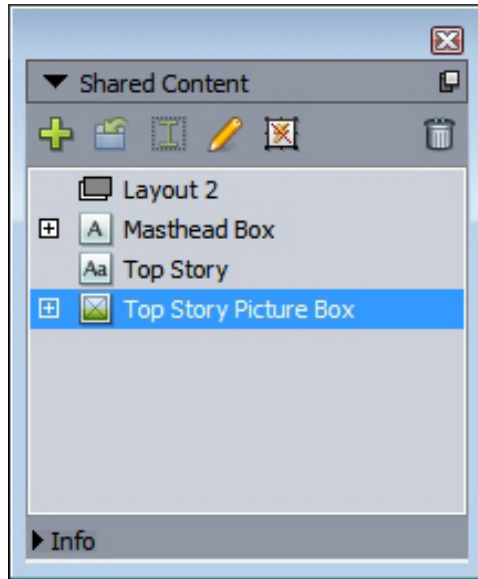 Shared Content
Layout 2
A Masthead Box
Aa Top Story
Top Story Picture Box
Info